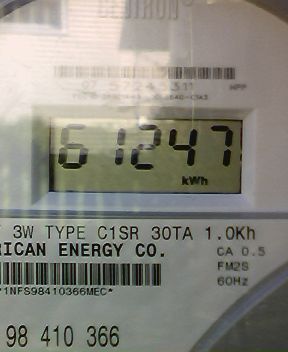 CENTRON
61247
kWh
3W TYPE C1SR 30TA 1.0Kh
RICAN ENERGY CO.
CA 0.5
FM2S
60Hz
*1NFS98410366MEC*
98 410 366